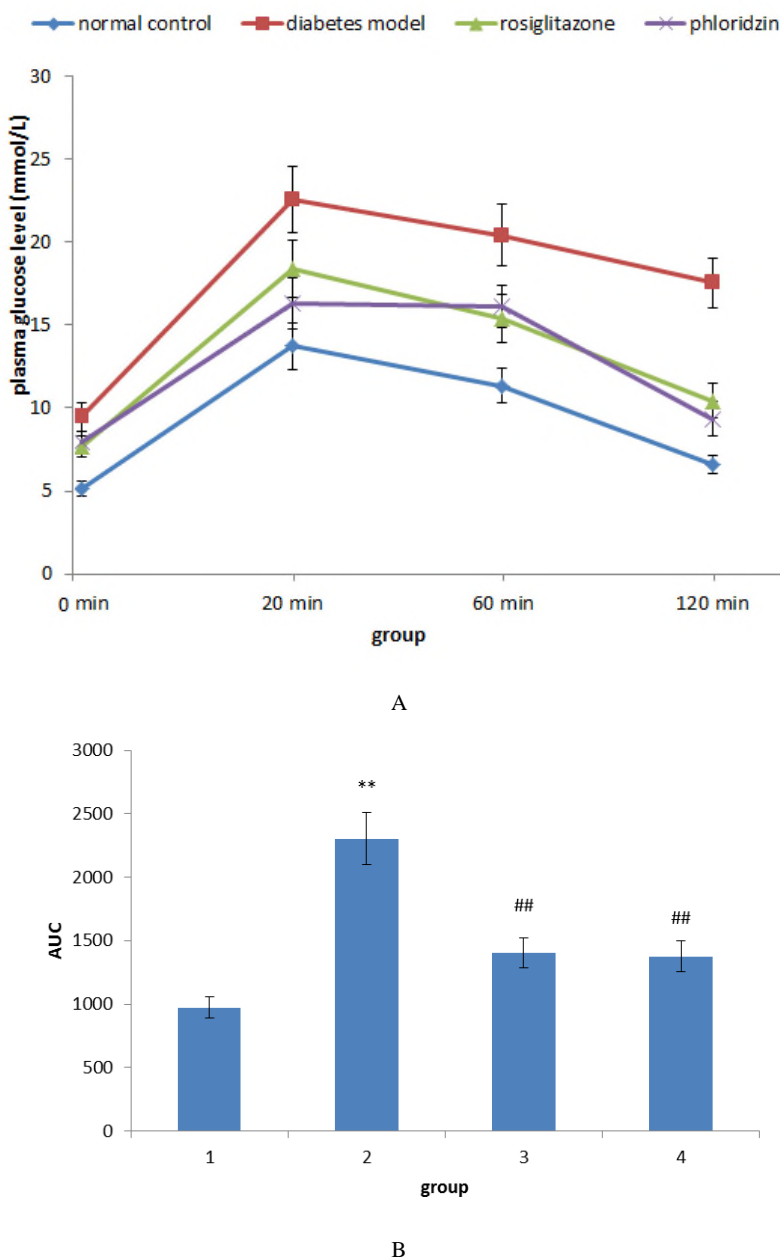 normal control diabetes model rosiglitazone phloridzin
30
25
20
15
10
5
0
plasma glucose level (mmol/L)
0 min 20 min 60 min 120 min
group
A
3000
2500
2000
1500
1000
500
0
AUC
**
##
##
1 2 3 4
group
B